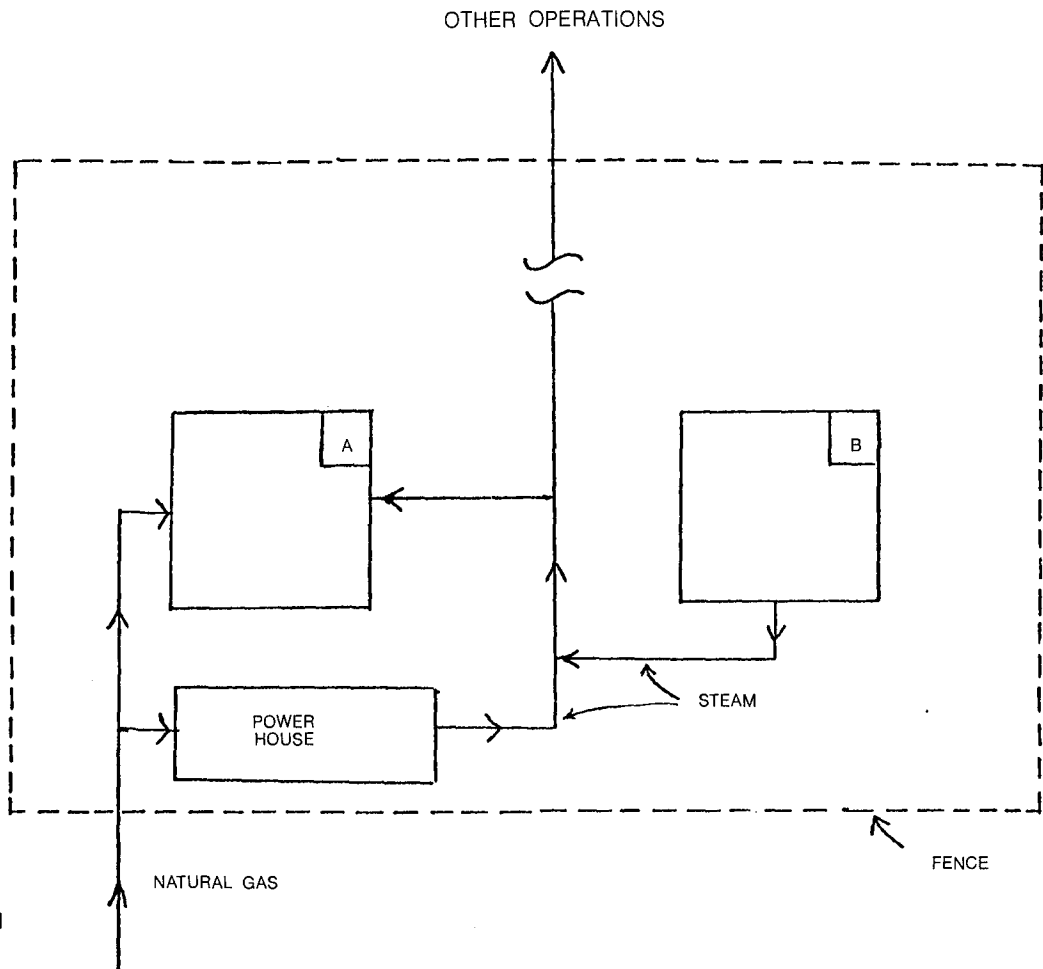 OTHER OPERATIONS
A
B
STEAM
POWER
HOUSE
FENCE
NATURAL GAS